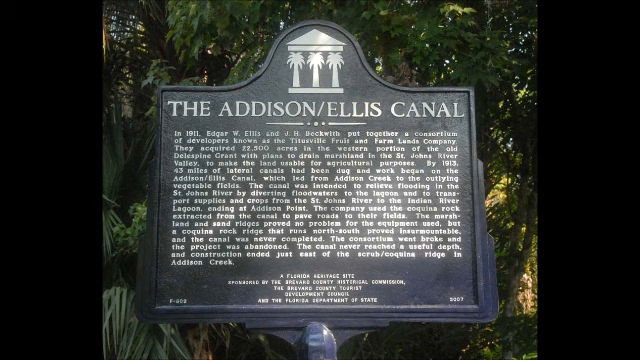 THE ADDISON/ELLIS CANAL
In 1911, Edgar W. Ellis and J. H. Beckwith put together a consortium
of developers known as the Titusville Fruit and Farm Lands Company.
They acquired 22,500 acres in the western portion of the old
Delespine Grant with plans to drain marshland in the St. Johns River
Valley, to make the land usable for agricultural purposes. By 1913,
43 miles of lateral canals had been dug and work began on the
Addison/Ellis Canal, which led from Addison Creek to the outlying
vegetable fields. The canal was intended to relieve flooding in the
St. Johns River by diverting floodwaters to the lagoon and to trans-
port supplies and crops from the St. Johns River to the Indian River
Lagoon, ending at Addison Point. The company used the coquina rock
extracted from the canal to pave roads to their fields. The marsh-
land and sand ridges proved no problem for the equipment used, but
a coquina rock ridge that runs north-south proved insurmountable,
and the canal was never completed. The consortium went broke and
the project was abandoned. The canal never reached a useful depth,
and construction ended just east of the scrub/coquina ridge in
Addison Creek.
A FLORIDA HERITAGE SITE
SPONSORED BY THE BREVARD COUNTY HISTORICAL COMMISSION,
THE BREVARD COUNTY TOURIST
DEVELOPMENT COUNCIL
F-602 AND THE FLORIDA DEPARTMENT OF STATE 2007